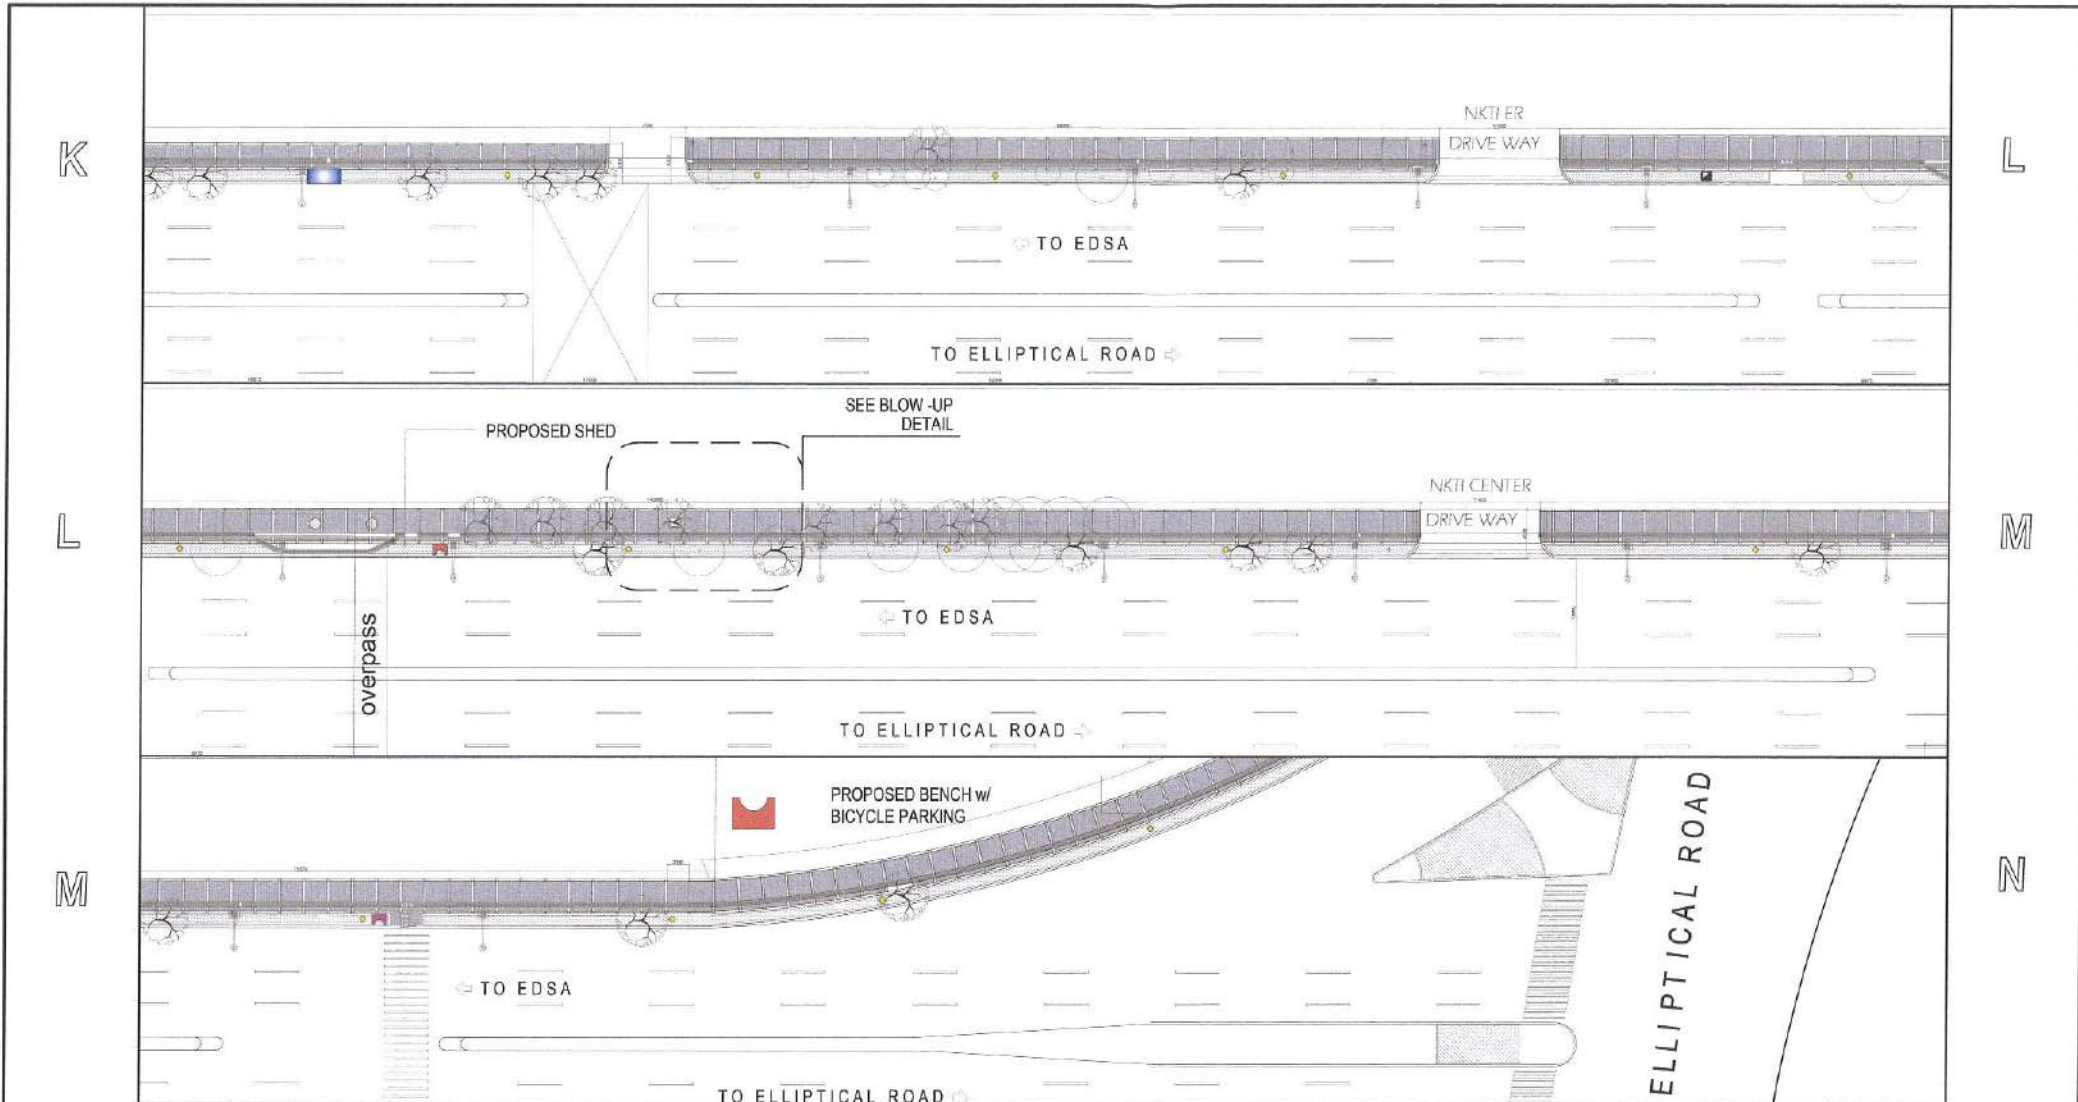 NKTI ER
DRIVE WAY
K
L
TO EDSA
TO ELLIPTICAL ROAD
SEE BLOW -UP
DETAIL
PROPOSED SHED
NKTI CENTER
DRIVE WAY
L
M
TO EDSA
overpass
TO ELLIPTICAL ROAD
PROPOSED BENCH w/
BICYCLE PARKING
ELLIPTICAL ROAD
M
N
TO EDSA
TO ELLIPTICAL ROAD